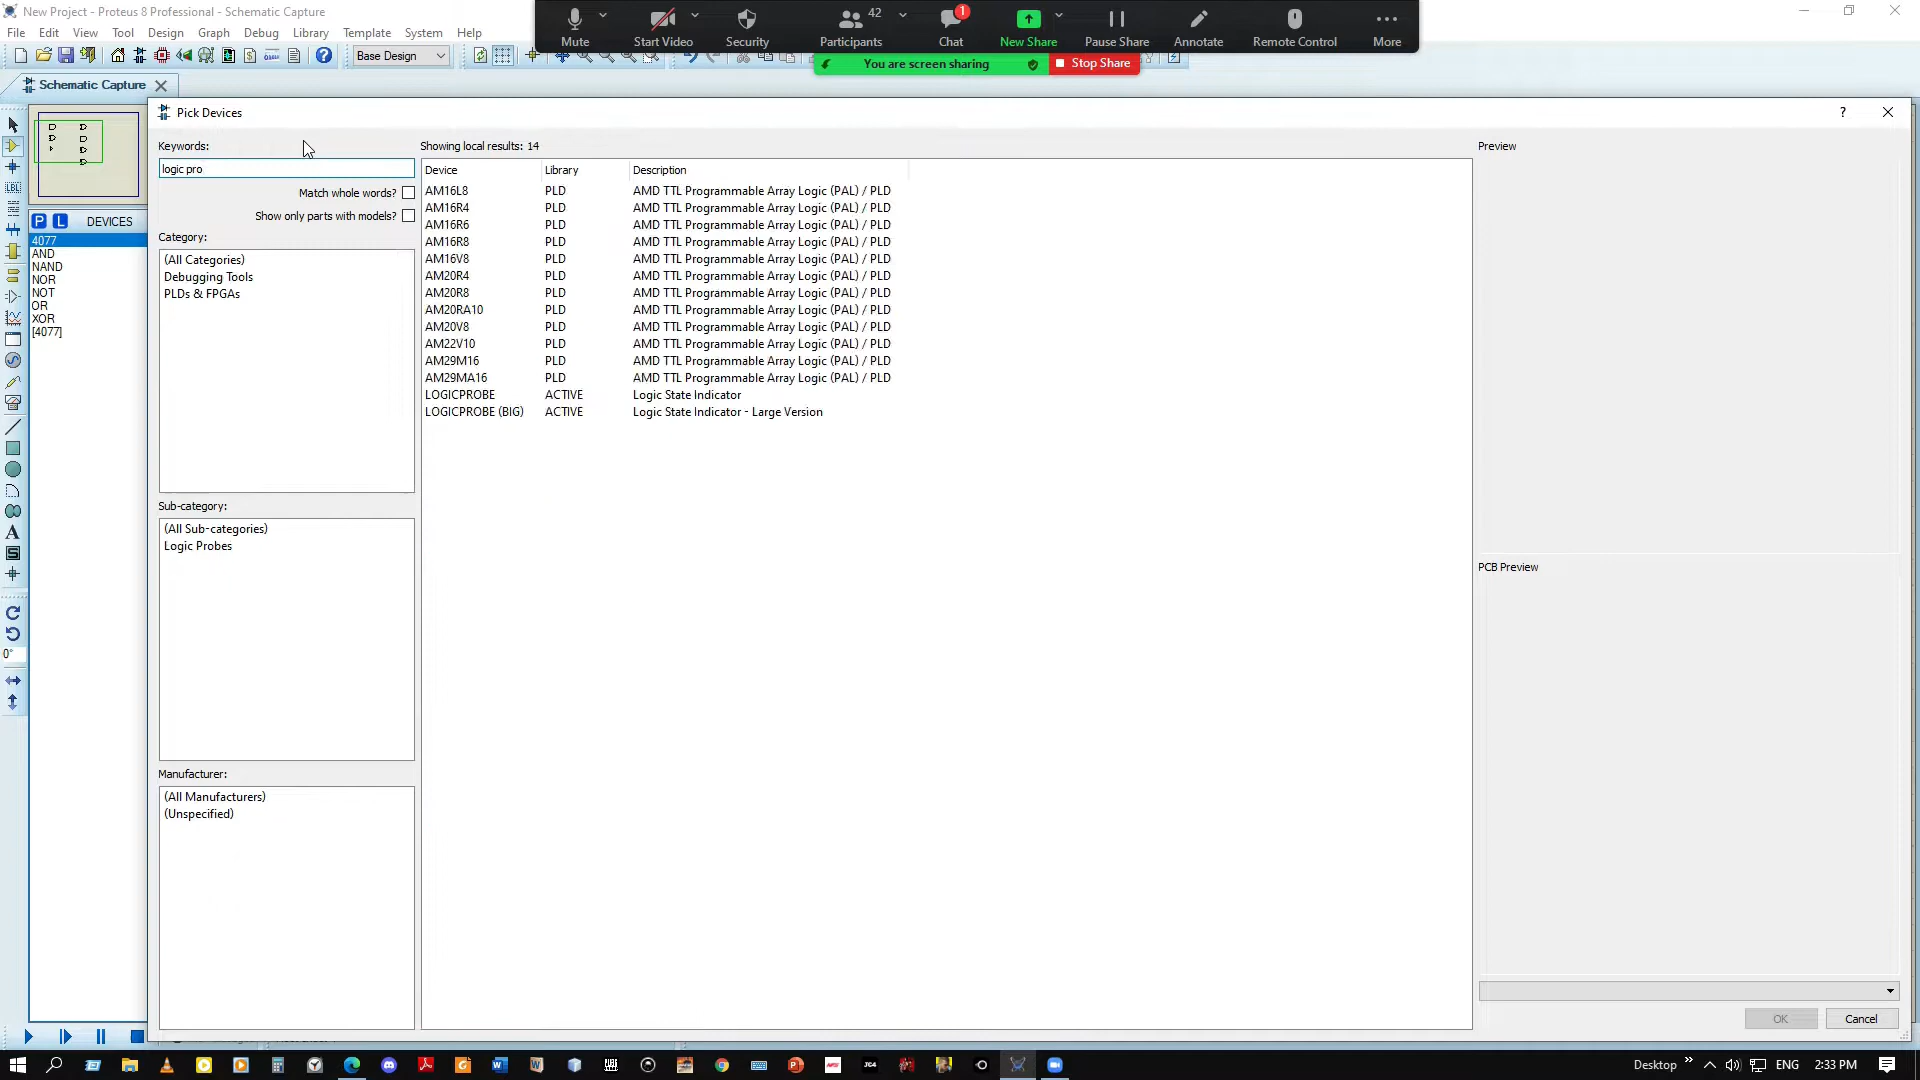 New Project - Proteus 8 Professional - Schematic Capture
File Edit View Tool Design Graph Debug Library Template System Help
Mute
Start Video
Security
42
Participants
1
Chat
New Share
Pause Share
Annotate
Remote Control
More
Base Design
You are screen sharing
Stop Share
Schematic Capture
Pick Devices
?
Keywords:
logic pro
Match whole words?
Show only parts with models?
Category:
(All Categories)
Debugging Tools
PLDs & FPGAs
Sub-category:
(All Sub-categories)
Logic Probes
Manufacturer:
(All Manufacturers)
(Unspecified)
P L DEVICES
4077
AND
NAND
NOR
NOT
OR
XOR
[4077]
LBL
A
S
0°
Showing local results: 14
Device Library Description
AM16L8 PLD AMD TTL Programmable Array Logic (PAL) / PLD
AM16R4 PLD AMD TTL Programmable Array Logic (PAL) / PLD
AM16R6 PLD AMD TTL Programmable Array Logic (PAL) / PLD
AM16R8 PLD AMD TTL Programmable Array Logic (PAL) / PLD
AM16V8 PLD AMD TTL Programmable Array Logic (PAL) / PLD
AM20R4 PLD AMD TTL Programmable Array Logic (PAL) / PLD
AM20R8 PLD AMD TTL Programmable Array Logic (PAL) / PLD
AM20RA10 PLD AMD TTL Programmable Array Logic (PAL) / PLD
AM20V8 PLD AMD TTL Programmable Array Logic (PAL) / PLD
AM22V10 PLD AMD TTL Programmable Array Logic (PAL) / PLD
AM29M16 PLD AMD TTL Programmable Array Logic (PAL) / PLD
AM29MA16 PLD AMD TTL Programmable Array Logic (PAL) / PLD
LOGICPROBE ACTIVE Logic State Indicator
LOGICPROBE (BIG) ACTIVE Logic State Indicator - Large Version
Preview
PCB Preview
OK
Cancel
Desktop
ENG
2:33 PM